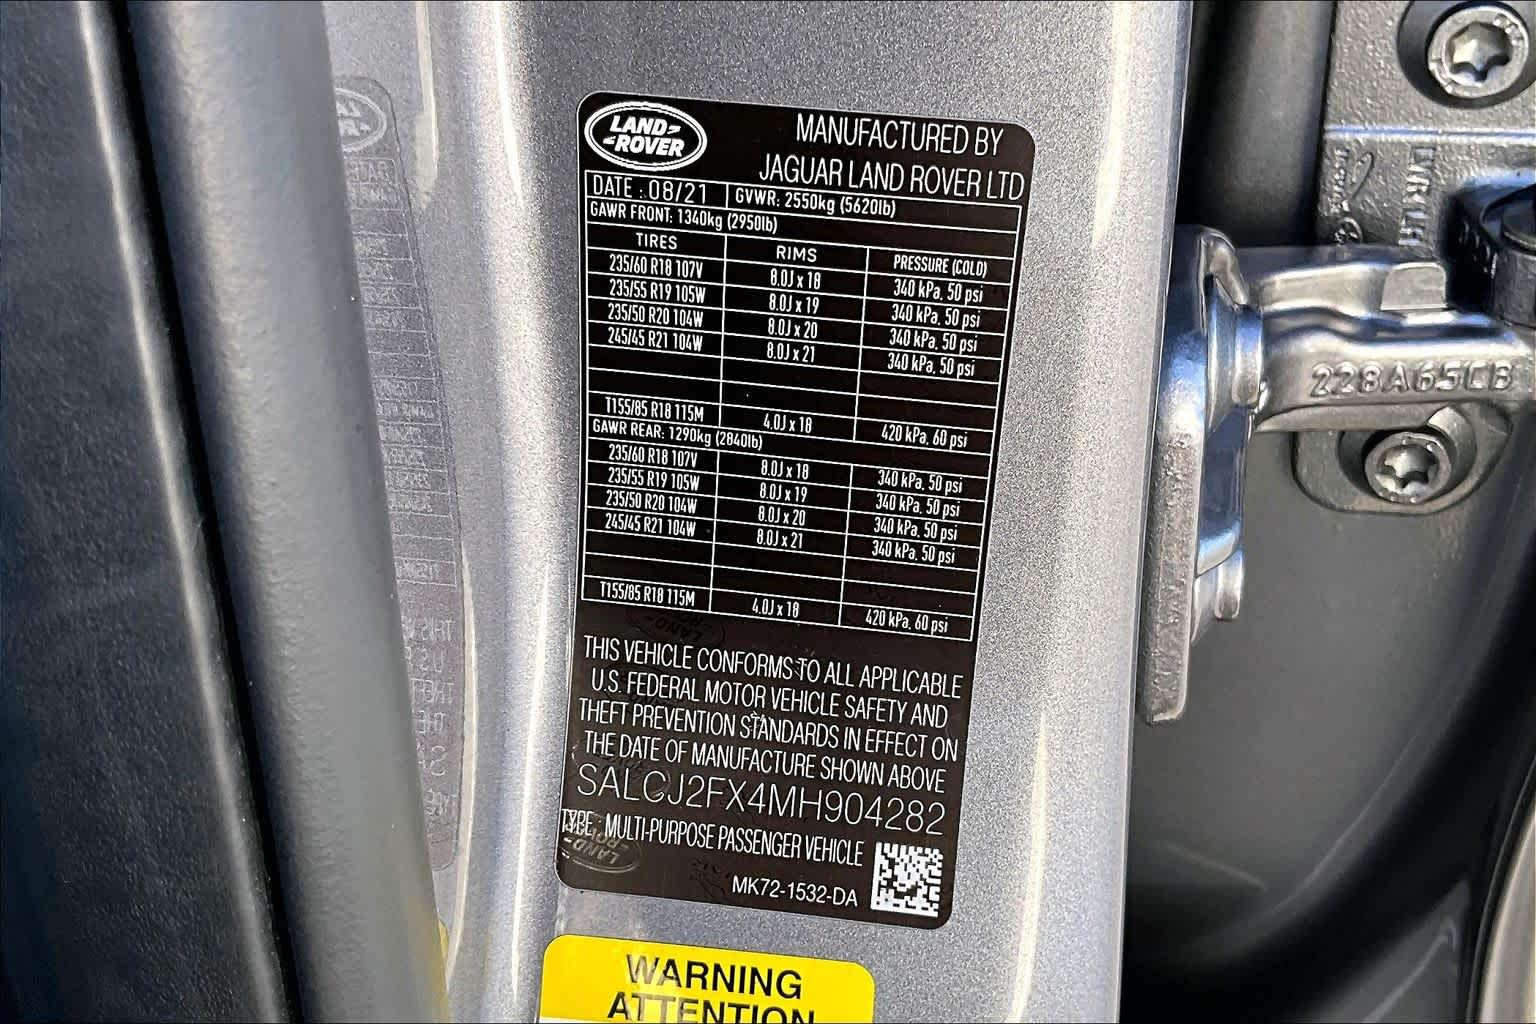 LAND
ROVER
MANUFACTURED BY
JAGUAR LAND ROVER LTD
DATE : 08/21 GVWR: 2550kg (5620lb)
GAWR FRONT: 1340kg (2950lb)
TIRES RIMS PRESSURE (COLD)
235/60 R18 107V 8.0J x 18 340 kPa, 50 psi
235/55 R19 105W 8.0J x 19 340 kPa, 50 psi
235/50 R20 104W 8.0J x 20 340 kPa, 50 psi
245/45 R21 104W 8.0J x 21 340 kPa, 50 psi
T155/85 R18 115M 4.0J x 18 420 kPa, 60 psi
GAWR REAR: 1290kg (2840lb)
235/60 R18 107V 8.0J x 18 340 kPa, 50 psi
235/55 R19 105W 8.0J x 19 340 kPa, 50 psi
235/50 R20 104W 8.0J x 20 340 kPa, 50 psi
245/45 R21 104W 8.0J x 21 340 kPa, 50 psi
T155/85 R18 115M 4.0J x 18 420 kPa, 60 psi
THIS VEHICLE CONFORMS TO ALL APPLICABLE
U.S. FEDERAL MOTOR VEHICLE SAFETY AND
THEFT PREVENTION STANDARDS IN EFFECT ON
THE DATE OF MANUFACTURE SHOWN ABOVE
SALCJ2FX4MH904282
TYPE : MULTI-PURPOSE PASSENGER VEHICLE
MK72-1532-DA
WARNING
ATTENTION
228A65CB